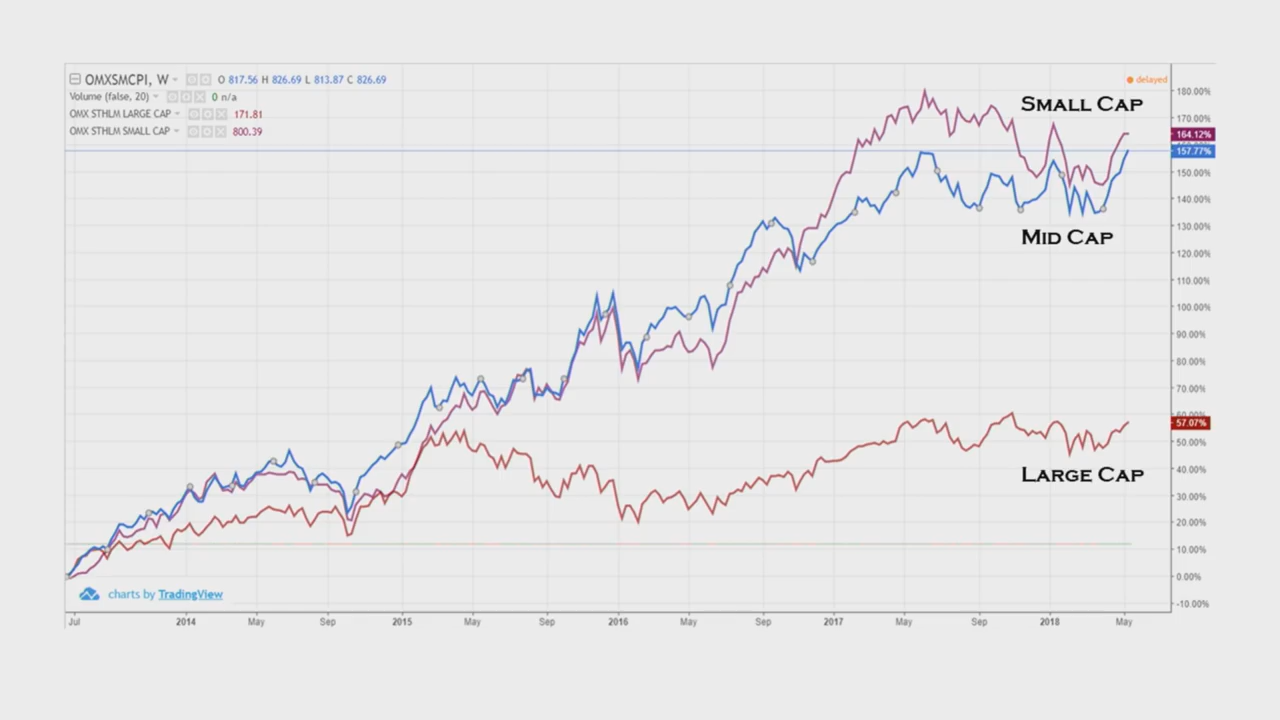 OMXSMCPI, W O 817.56 H 826.69 L 813.87 C 826.69
Volume (false, 20) 0 n/a
OMX STHLM LARGE CAP 171.81
OMX STHLM SMALL CAP 800.39
delayed
SMALL CAP
MID CAP
LARGE CAP
180.00%
170.00%
164.12%
157.77%
150.00%
140.00%
130.00%
120.00%
110.00%
100.00%
90.00%
80.00%
70.00%
60.00%
57.07%
50.00%
40.00%
30.00%
20.00%
10.00%
0.00%
-10.00%
charts by TradingView
Jul 2014 May Sep 2015 May Sep 2016 May Sep 2017 May Sep 2018 May